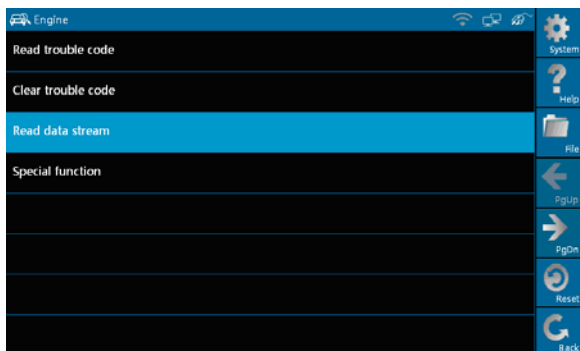 Engine
Read trouble code
Clear trouble code
Read data stream
Special function
System
Help
File
PgUp
PgDn
Reset
Back